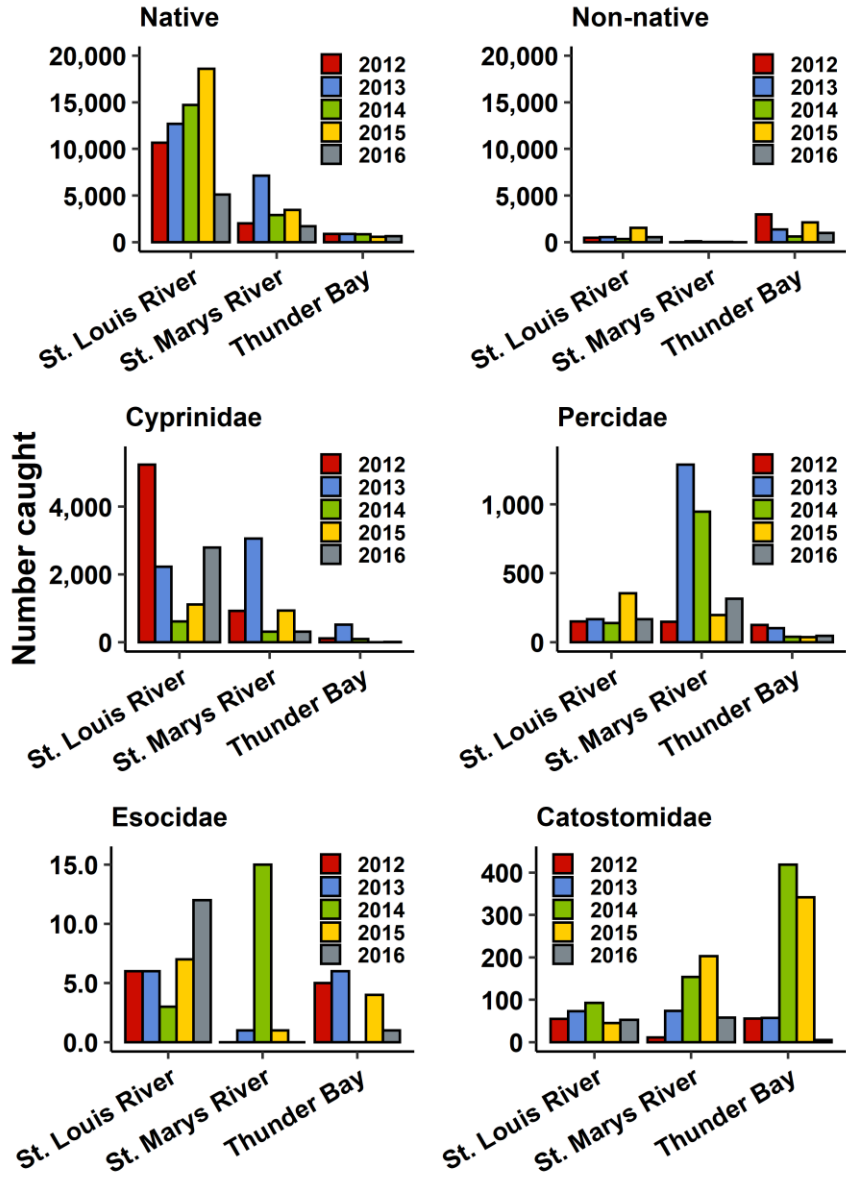 Native
20,000
15,000
10,000
5,000
0
2012
2013
2014
2015
2016
St. Louis River
St. Marys River
Thunder Bay
Non-native
20,000
15,000
10,000
5,000
0
2012
2013
2014
2015
2016
St. Louis River
St. Marys River
Thunder Bay
Number caught
Cyprinidae
4,000
2,000
0
2012
2013
2014
2015
2016
St. Louis River
St. Marys River
Thunder Bay
Percidae
1,000
500
0
2012
2013
2014
2015
2016
St. Louis River
St. Marys River
Thunder Bay
Esocidae
15.0
10.0
5.0
0.0
2012
2013
2014
2015
2016
St. Louis River
St. Marys River
Thunder Bay
Catostomidae
400
300
200
100
0
2012
2013
2014
2015
2016
St. Louis River
St. Marys River
Thunder Bay